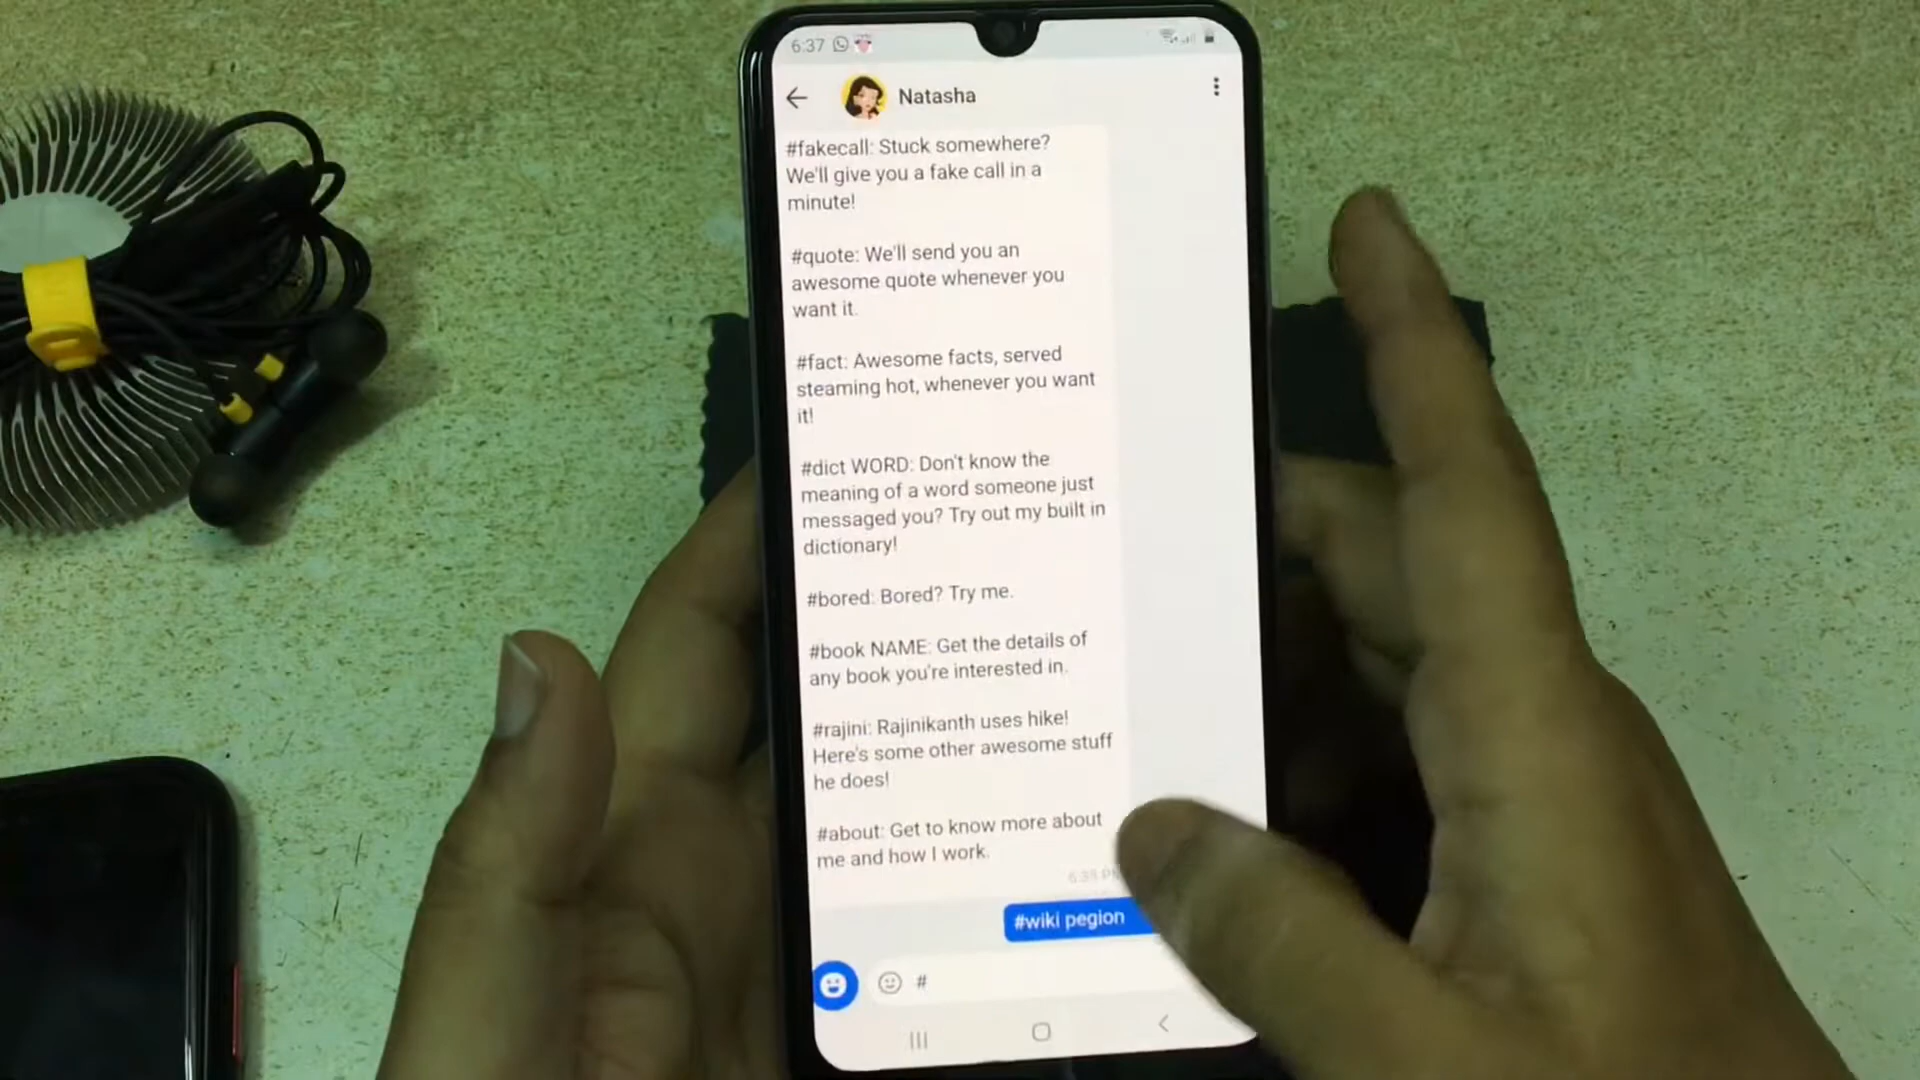 6:37
Natasha
#fakecall: Stuck somewhere?
We'll give you a fake call in a
minute!
#quote: We'll send you an
awesome quote whenever you
want it.
#fact: Awesome facts, served
steaming hot, whenever you want
it!
#dict WORD: Don't know the
meaning of a word someone just
messaged you? Try out my built in
dictionary!
#bored: Bored? Try me.
#book NAME: Get the details of
any book you're interested in.
#rajini: Rajinikanth uses hike!
Here's some other awesome stuff
he does!
#about: Get to know more about
me and how I work.
#wiki pegion
#